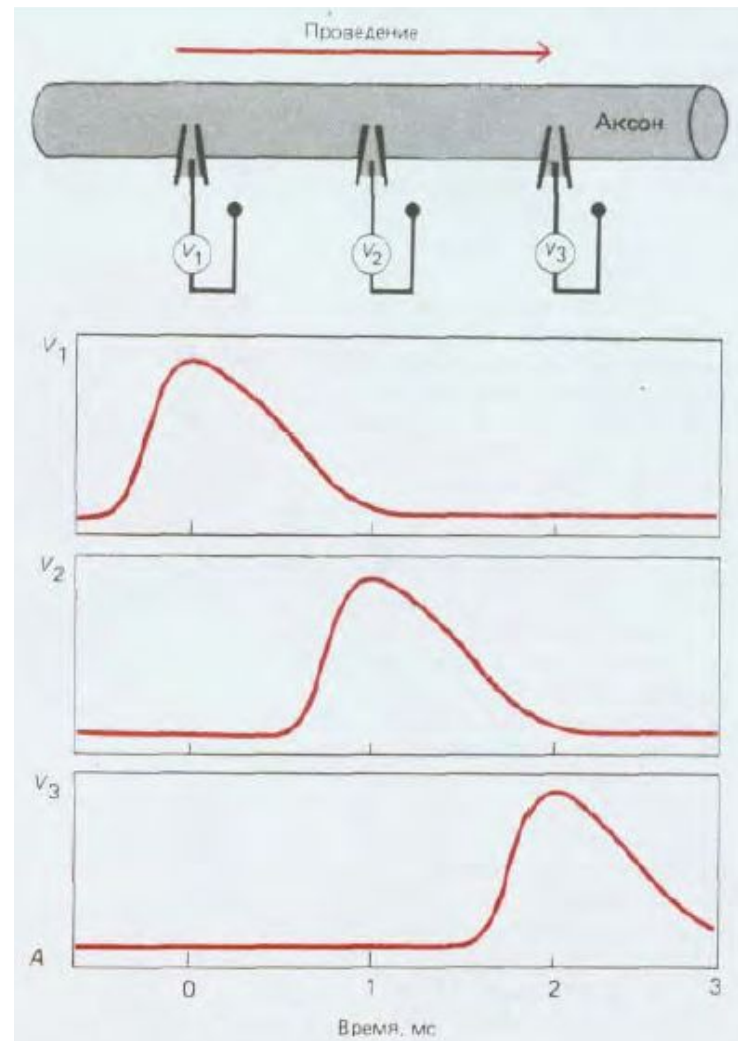 Проведение
Аксон
V1 V2 V3
V1
V2
V3
A
0 1 2 3
Время, мс